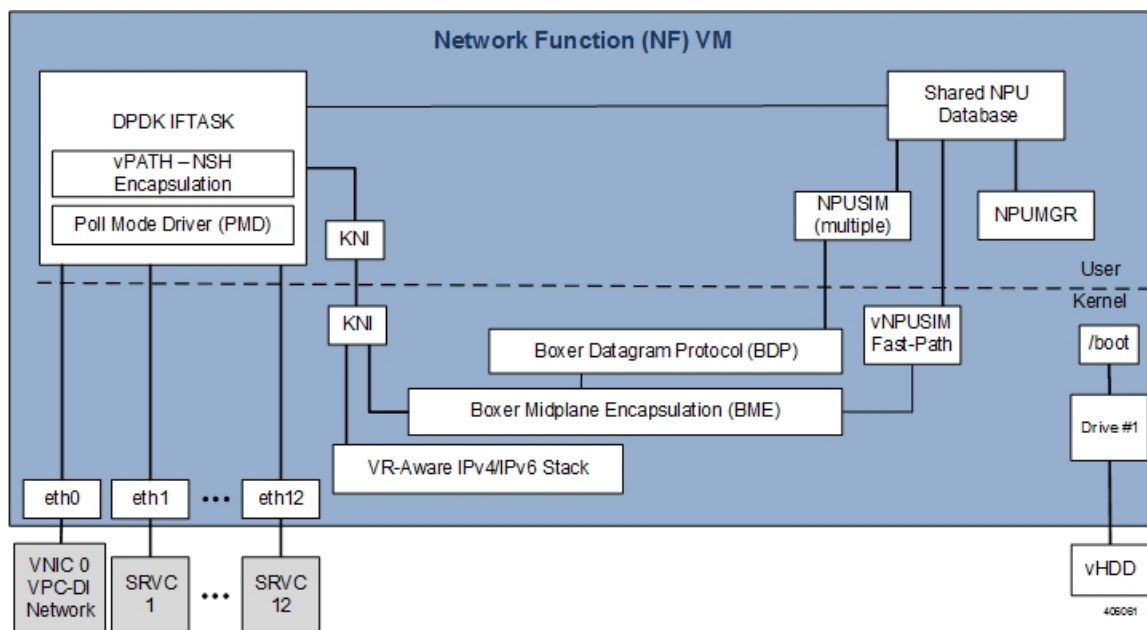 Network Function (NF) VM
DPDK IFTASK
vPATH – NSH
Encapsulation
Poll Mode Driver (PMD)
Shared NPU
Database
KNI
NPUSIM
(multiple)
NPUMGR
User
Kernel
KNI
vNPUSIM
Fast-Path
/boot
Boxer Datagram Protocol (BDP)
Boxer Midplane Encapsulation (BME)
Drive #1
VR-Aware IPv4/IPv6 Stack
eth0
eth1
•••
eth12
VNIC 0
VPC-DI
Network
SRVC
1
•••
SRVC
12
vHDD
406081